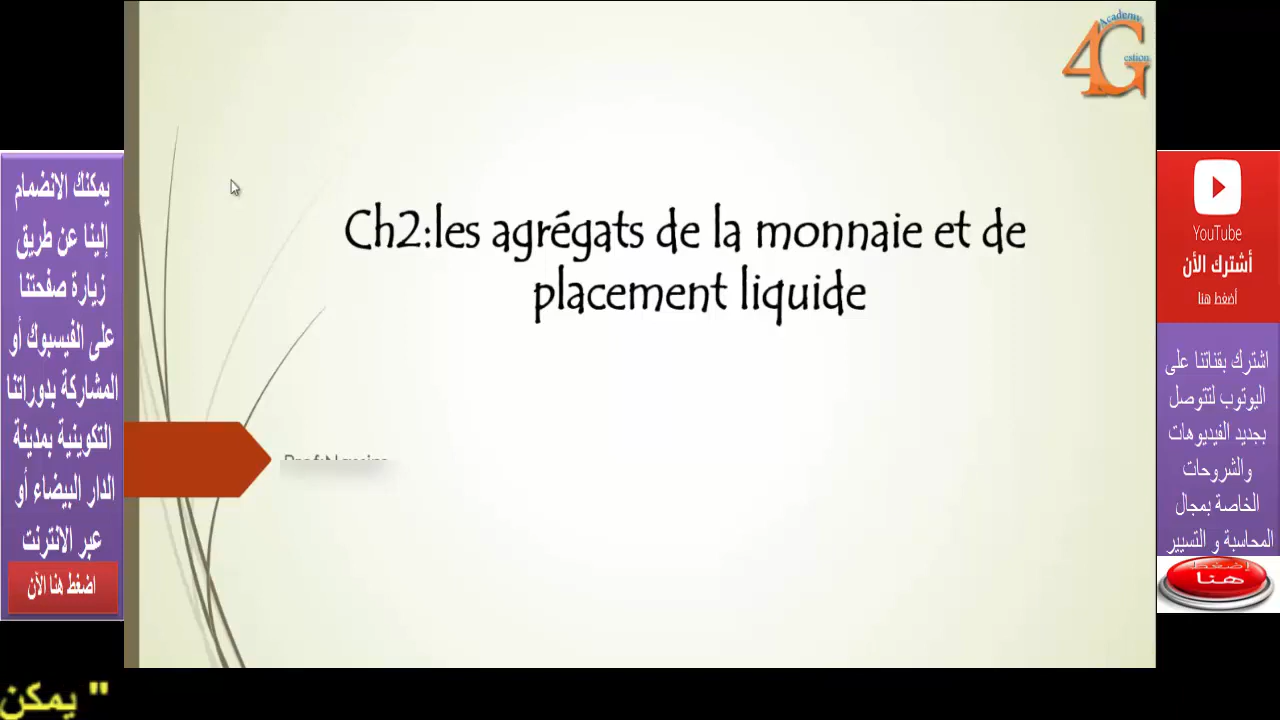 Academy
4G
estion
Ch2:les agrégats de la monnaie et de
placement liquide
يمكنك الانضمام
إلينا عن طريق
زيارة صفحتنا
على الفيسبوك أو
المشاركة بدوراتنا
التكوينية بمدينة
الدار البيضاء أو
عبر الانترنت
اضغط هنا الآن
YouTube
أشترك الأن
أضغط هنا
اشترك بقناتنا على
اليوتوب لتتوصل
بجديد الفيديوهات
والشروحات
الخاصة بمجال
المحاسبة و التسيير
إضغط
هنا
" يمكن